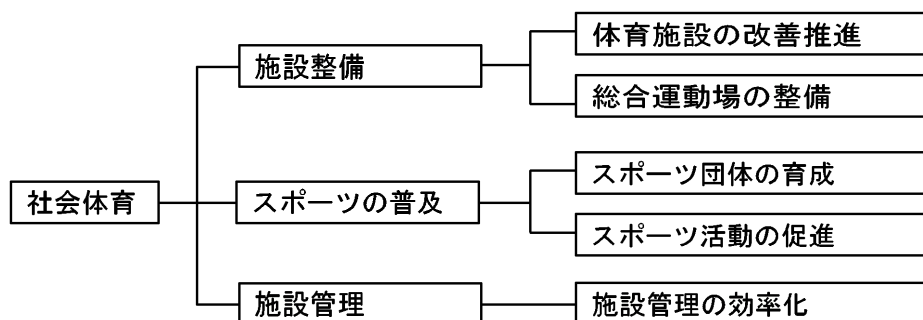 社会体育
施設整備
体育施設の改善推進
総合運動場の整備
スポーツの普及
スポーツ団体の育成
スポーツ活動の促進
施設管理
施設管理の効率化